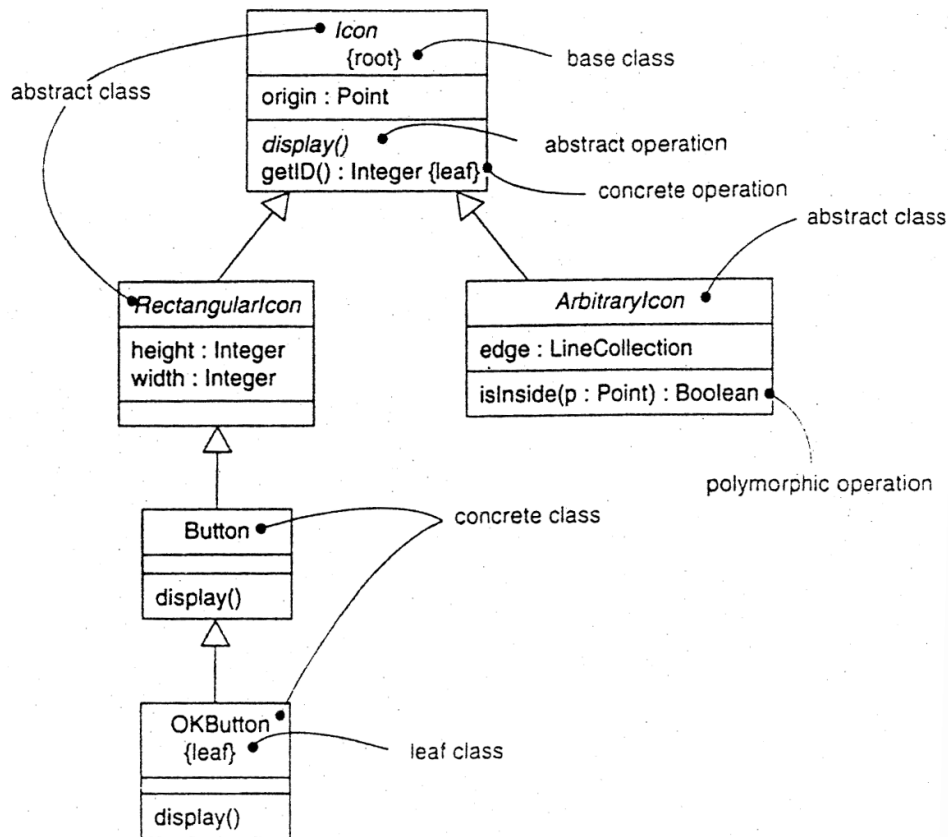 Icon
{root}
base class
abstract class
origin : Point
display()
abstract operation
getID() : Integer {leaf}
concrete operation
abstract class
RectangularIcon
ArbitraryIcon
height : Integer
width : Integer
edge : LineCollection
isInside(p : Point) : Boolean
polymorphic operation
Button
concrete class
display()
OKButton
{leaf}
leaf class
display()